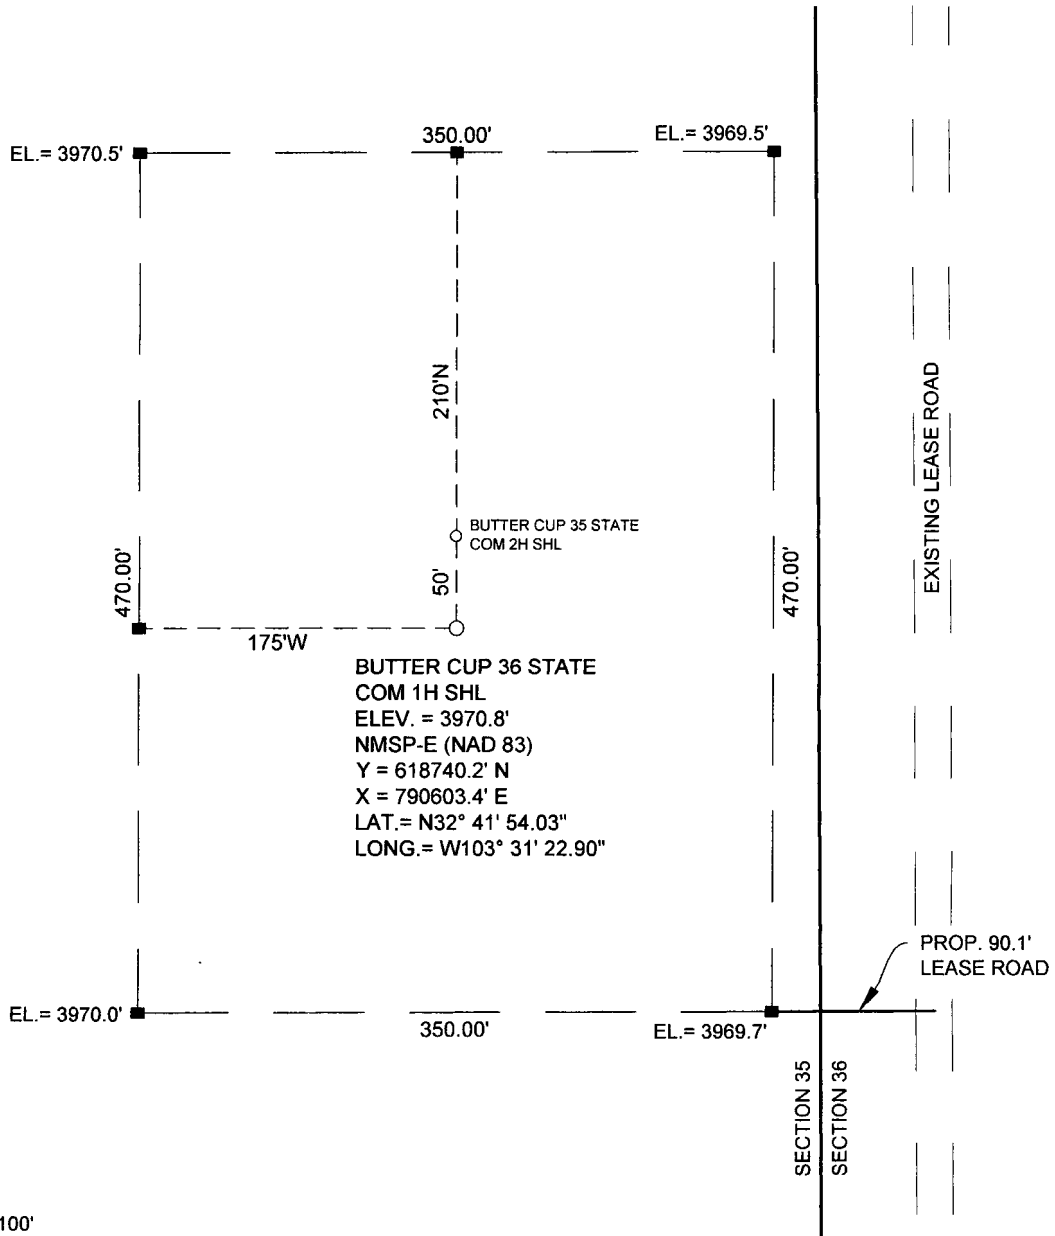 350.00'
EL.= 3969.5'
EL.= 3970.5'
210'N
EXISTING LEASE ROAD
BUTTER CUP 35 STATE
COM 2H SHL
470.00'
50'
470.00'
175'W
BUTTER CUP 36 STATE
COM 1H SHL
ELEV. = 3970.8'
NMSP-E (NAD 83)
Y = 618740.2' N
X = 790603.4' E
LAT.= N32° 41' 54.03"
LONG.= W103° 31' 22.90"
PROP. 90.1'
LEASE ROAD
EL.= 3970.0'
350.00'
EL.= 3969.7'
SECTION 35
SECTION 36
100'